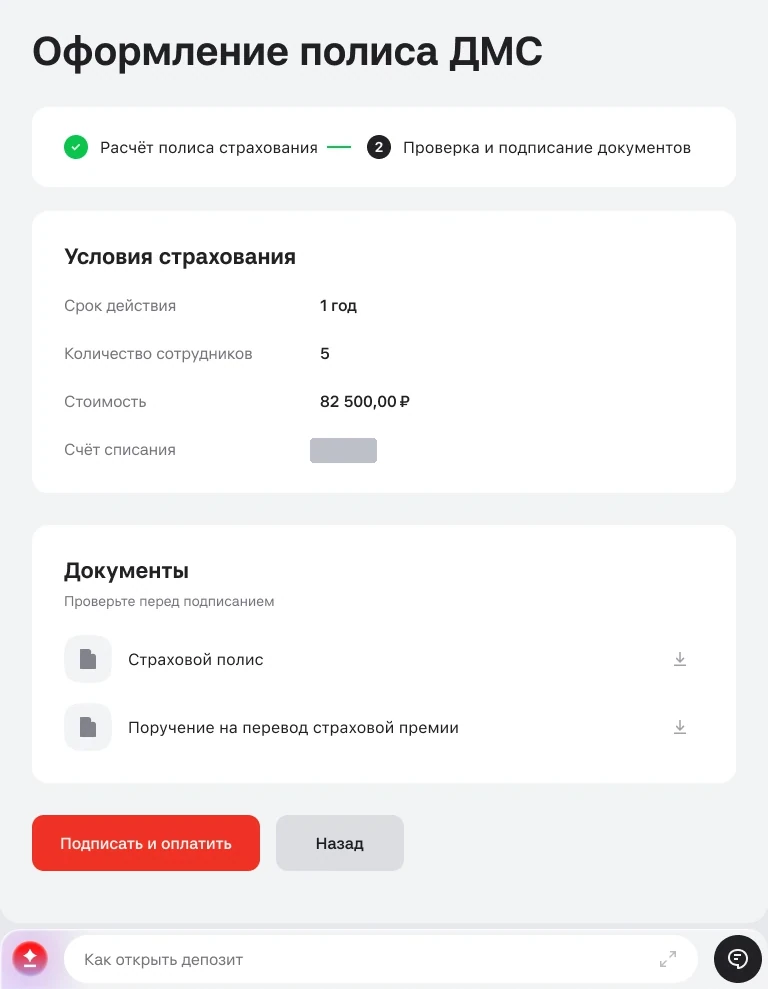 Оформление полиса ДМС
Расчёт полиса страхования
2
Проверка и подписание документов
Условия страхования
Срок действия
1 год
Количество сотрудников
5
Стоимость
82 500,00 ₽
Счёт списания
Документы
Проверьте перед подписанием
Страховой полис
Поручение на перевод страховой премии
Подписать и оплатить
Назад
Как открыть депозит